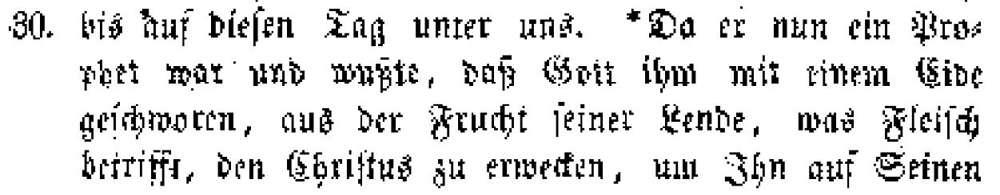 30. bis auf diesen Tag unter uns. *Da er nun ein Pro-
phet war und wußte, daß Gott ihm mit einem Eide
geschworen, aus der Frucht seiner Lende, was Fleisch
betrifft, den Christus zu erwecken, um Ihn auf Seinen